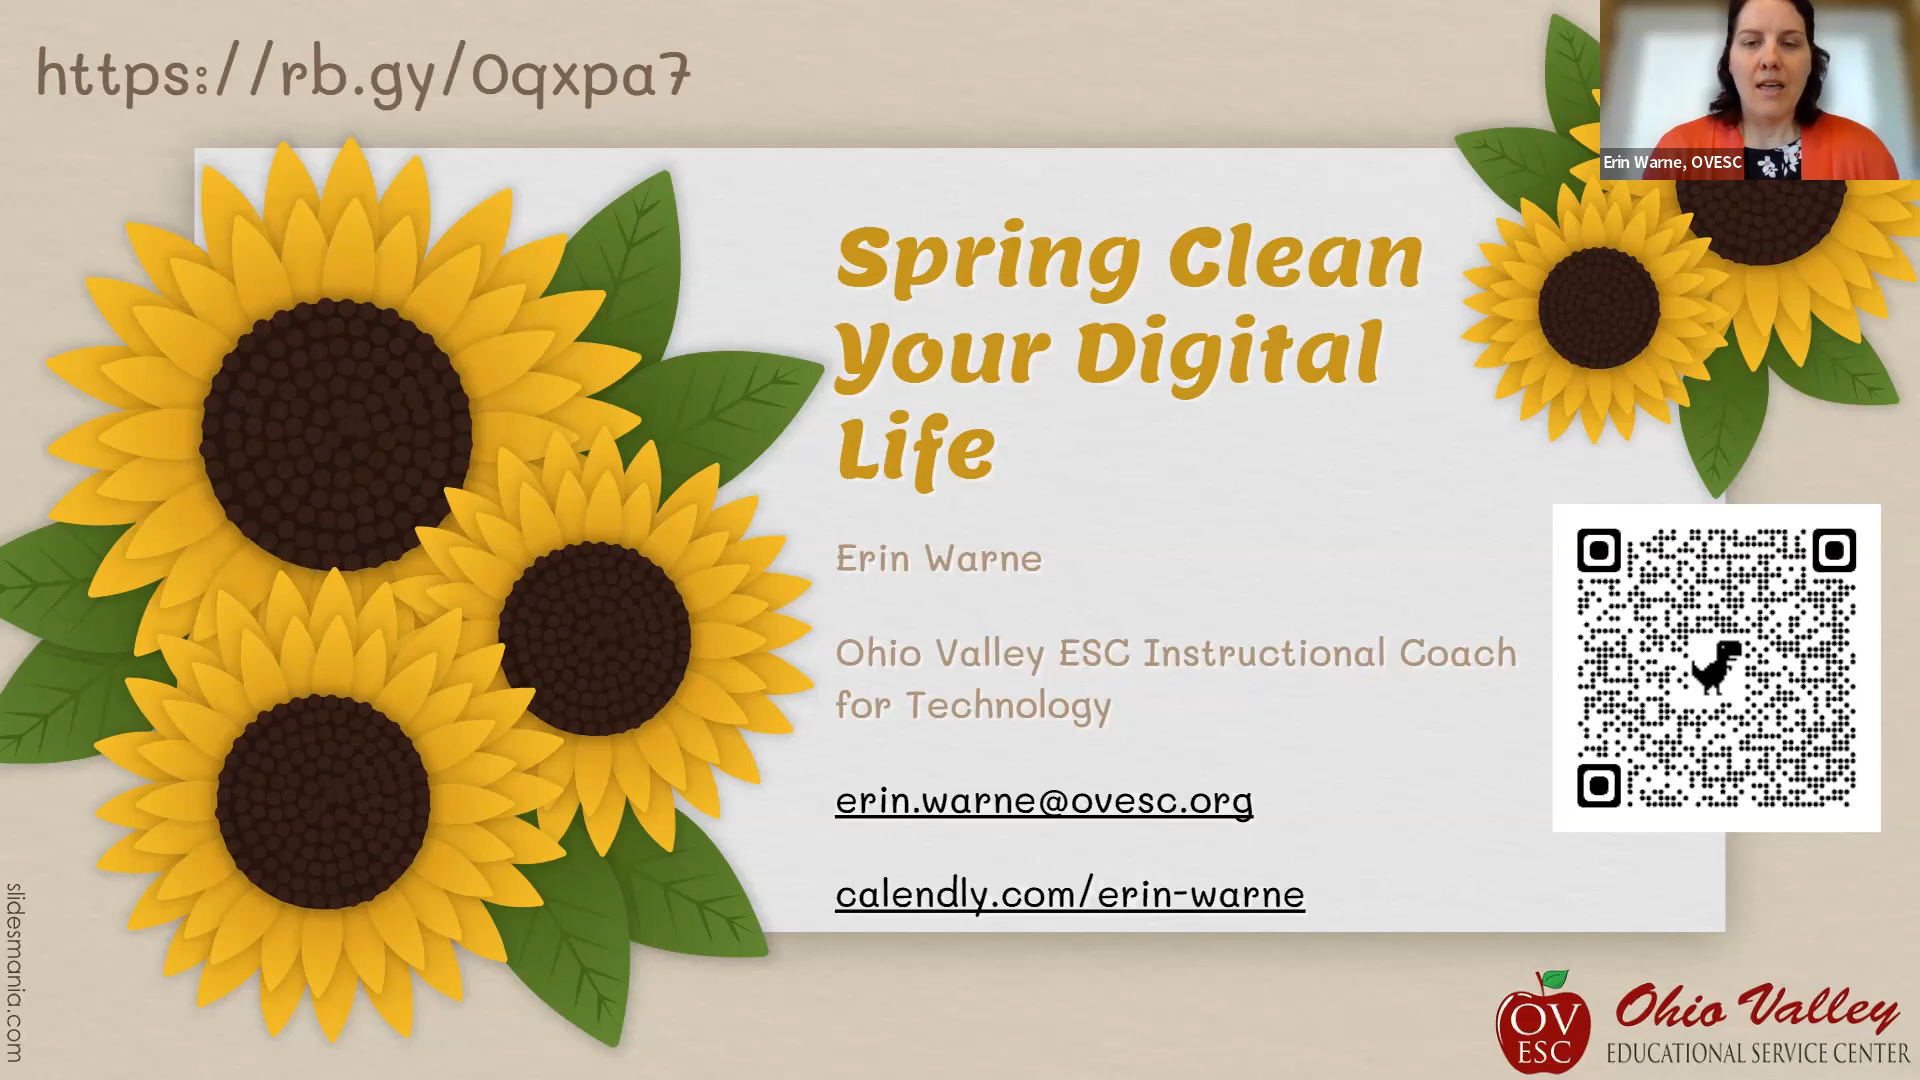 https://rb.gy/0qxpa7
Erin Warne, OVESC
Spring Clean
Your Digital
Life
Erin Warne
Ohio Valley ESC Instructional Coach
for Technology
erin.warne@ovesc.org
calendly.com/erin-warne
slidesmania.com
OV
ESC
Ohio Valley
EDUCATIONAL SERVICE CENTER